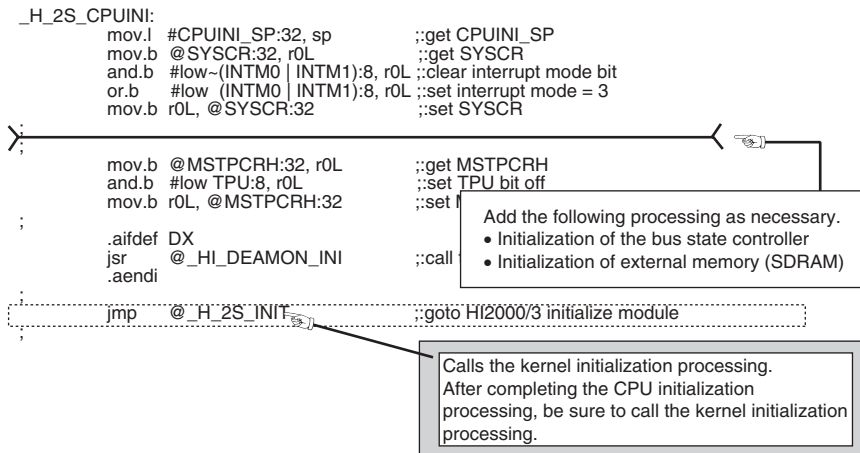 _H_2S_CPUINI:
mov.l #CPUINI_SP:32, sp ;:get CPUINI_SP
mov.b @SYSCR:32, r0L ;:get SYSCR
and.b #low~(INTM0 | INTM1):8, r0L ;:clear interrupt mode bit
or.b #low (INTM0 | INTM1):8, r0L ;:set interrupt mode = 3
mov.b r0L, @SYSCR:32 ;:set SYSCR
;
;
mov.b @MSTPCRH:32, r0L ;:get MSTPCRH
and.b #low TPU:8, r0L ;:set TPU bit off
mov.b r0L, @MSTPCRH:32 ;:set
;
.aifdef DX
jsr @_HI_DEAMON_INI ;:call
.aendi
;
jmp @_H_2S_INIT ;:goto HI2000/3 initialize module
;
Add the following processing as necessary.
• Initialization of the bus state controller
• Initialization of external memory (SDRAM)
Calls the kernel initialization processing.
After completing the CPU initialization
processing, be sure to call the kernel initialization
processing.